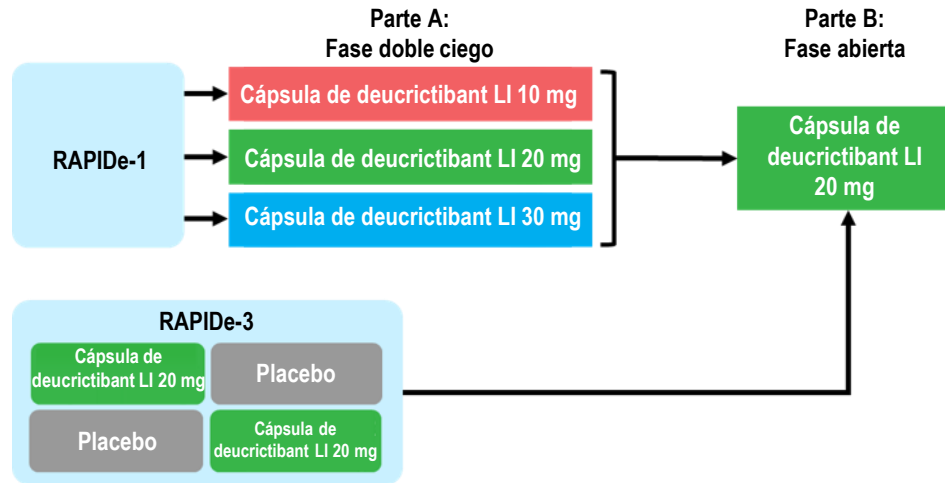 Parte A:
Fase doble ciego
Parte B:
Fase abierta
RAPIDe-1
Cápsula de deucrictibant LI 10 mg
Cápsula de deucrictibant LI 20 mg
Cápsula de deucrictibant LI 30 mg
Cápsula de
deucrictibant LI
20 mg
RAPIDe-3
Cápsula de
deucrictibant LI 20 mg
Placebo
Placebo
Cápsula de
deucrictibant LI 20 mg